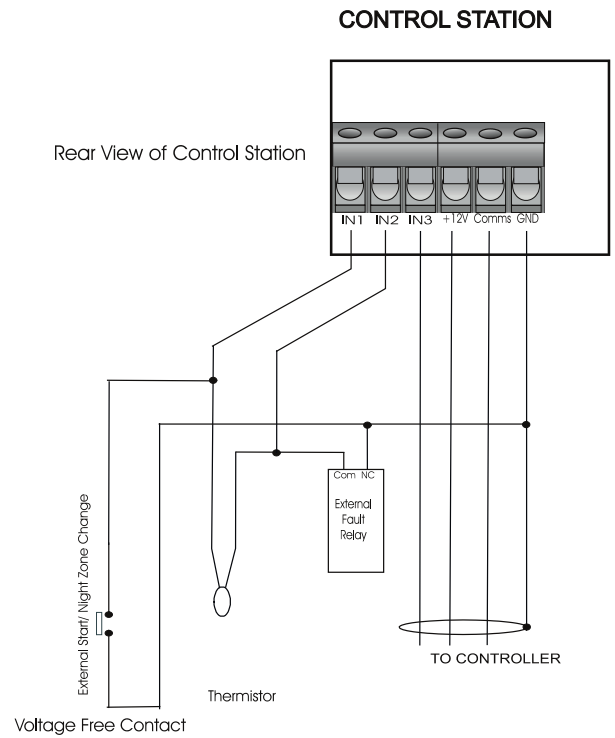 CONTROL STATION
Rear View of Control Station
IN1 IN2 IN3 +12V Comms GND
Com NC
External
Fault
Relay
External Start/ Night Zone Change
TO CONTROLLER
Thermistor
Voltage Free Contact